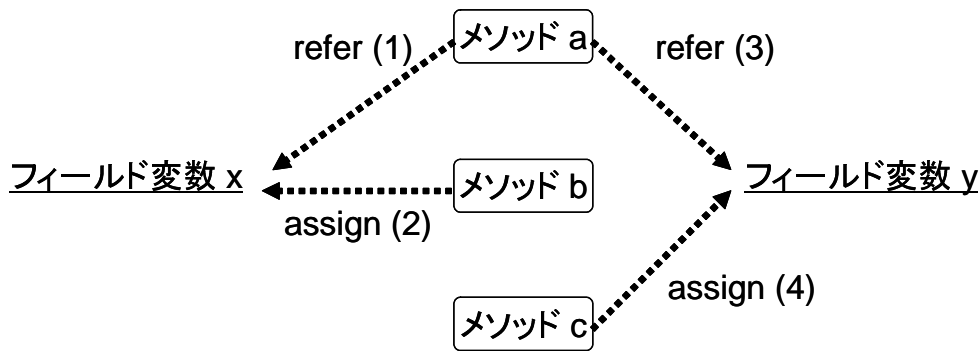 メソッド a
refer (1)
refer (3)
フィールド変数 x
メソッド b
フィールド変数 y
assign (2)
assign (4)
メソッド c